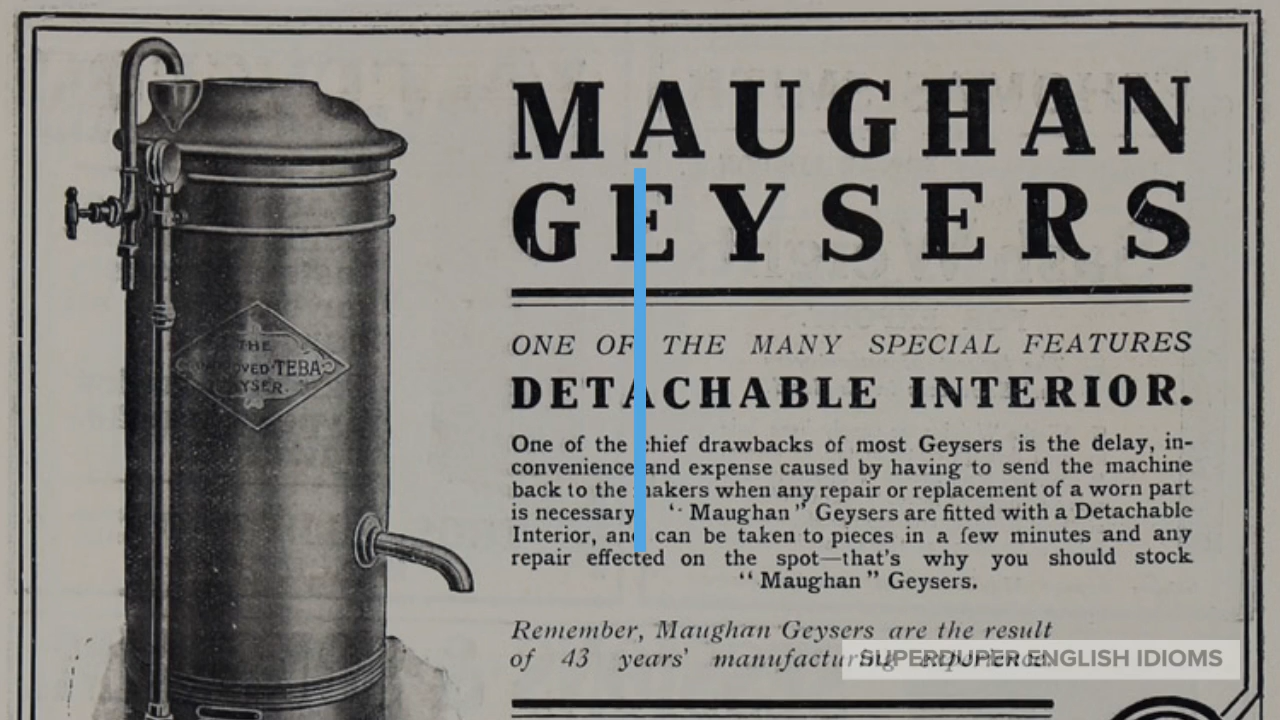 MAUGHAN
GEYSERS
THE
TEBA
ONE OF THE MANY SPECIAL FEATURES
DETACHABLE INTERIOR.
One of the chief drawbacks of most Geysers is the delay, in-
convenience and expense caused by having to send the machine
back to the makers when any repair or replacement of a worn part
is necessary “Maughan” Geysers are fitted with a Detachable
Interior, and can be taken to pieces in a few minutes and any
repair effected on the spot—that's why you should stock
“Maughan” Geysers.
Remember, Maughan Geysers are the result
of 43 years' manufacturing experience.
SUPERDUPER ENGLISH IDIOMS